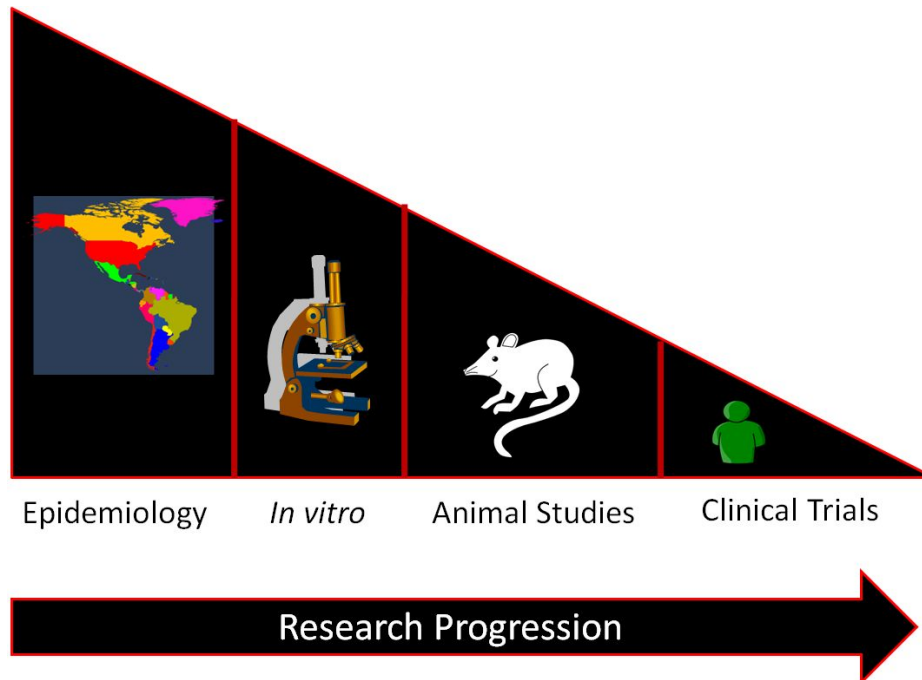 Epidemiology
In vitro
Animal Studies
Clinical Trials
Research Progression